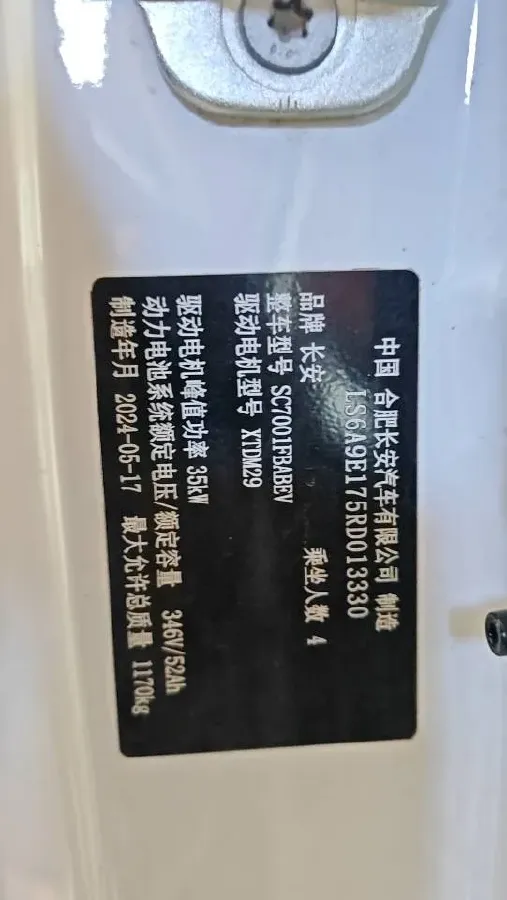 中国 合肥长安汽车有限公司 制造
LS6A9E175RD013330
品牌 长安 乘坐人数 4
整车型号 SC7001FBABEV
驱动电机型号 XTDM29
驱动电机峰值功率 35kW
动力电池系统额定电压/额定容量 346V/52Ah
制造年月 2024-05-17 最大允许总质量 1170kg